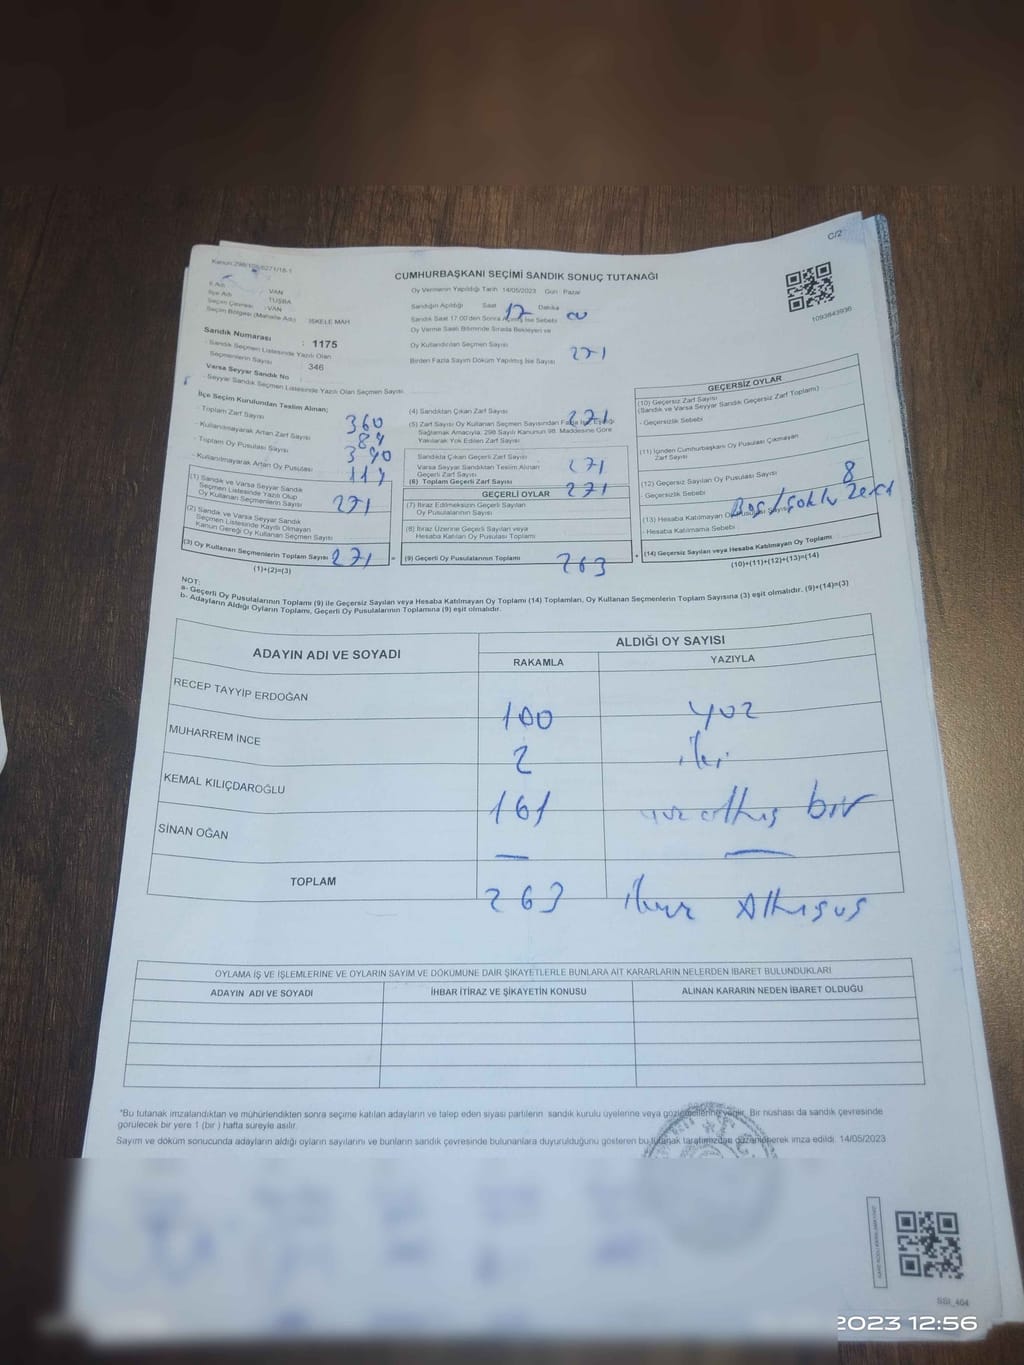 C/2
Kanun:298/105/6271/16-1
CUMHURBAŞKANI SEÇİMİ SANDIK SONUÇ TUTANAĞI
1093843936
İl Adı : VAN
İlçe Adı : TUŞBA
Seçim Çevresi : VAN
Seçim Bölgesi (Mahalle Adı) : İSKELE MAH
Sandık Numarası : 1175
- Sandık Seçmen Listesinde Yazılı Olan Seçmenlerin Sayısı : 346
Varsa Seyyar Sandık No
- Seyyar Sandık Seçmen Listesinde Yazılı Olan Seçmen Sayısı
Oy Vermenin Yapıldığı Tarih 14/05/2023 Gün: Pazar
Sandığın Açıldığı Saat 17 Dakika
Sandık Saat 17:00'den Sonra Açılmış İse Sebebi
Oy Verme Saati Bitiminde Sırada Bekleyen ve
Oy Kullandırılan Seçmen Sayısı
271
Birden Fazla Sayım Döküm Yapılmış İse Sayısı
İlçe Seçim Kurulundan Teslim Alınan;
- Toplam Zarf Sayısı 360
- Kullanılmayarak Artan Zarf Sayısı 89
- Toplam Oy Pusulası Sayısı
- Kullanılmayarak Artan Oy Pusulası
(1) Sandık ve Varsa Seyyar Sandık
Seçmen Listesinde Yazılı Olup
Oy Kullanan Seçmenlerin Sayısı 271
(2) Sandık ve Varsa Seyyar Sandık
Seçmen Listesinde Kayıtlı Olmayan
Kanun Gereği Oy Kullanan Seçmen Sayısı
(3) Oy Kullanan Seçmenlerin Toplam Sayısı 271
(1)+(2)=(3)
(4) Sandıktan Çıkan Zarf Sayısı 271
(5) Zarf Sayısı Oy Kullanan Seçmen Sayısından Fazla İse Eşitliği
Sağlamak Amacıyla; 298 Sayılı Kanunun 98. Maddesine Göre
Yakılarak Yok Edilen Zarf Sayısı
Sandıkta Çıkan Geçerli Zarf Sayısı
Varsa Seyyar Sandıktan Teslim Alınan
Geçerli Zarf Sayısı 271
(6) Toplam Geçerli Zarf Sayısı 271
GEÇERLİ OYLAR
(7) İtiraz Edilmeksizin Geçerli Sayılan
Oy Pusulalarının Sayısı
(8) İtiraz Üzerine Geçerli Sayılan veya
Hesaba Katılan Oy Pusulası Toplamı
= (9) Geçerli Oy Pusulalarının Toplamı 263
GEÇERSİZ OYLAR
(10) Geçersiz Zarf Sayısı
(Sandık ve Varsa Seyyar Sandık Geçersiz Zarf Toplamı)
- Geçersizlik Sebebi
(11) İçinden Cumhurbaşkanı Oy Pusulası Çıkmayan
Zarf Sayısı
(12) Geçersiz Sayılan Oy Pusulası Sayısı 8
- Geçersizlik Sebebi Boş/çoklu
(13) Hesaba Katılmayan Oy Pusulası Sayısı
- Hesaba Katılmama Sebebi :
+ (14) Geçersiz Sayılan veya Hesaba Katılmayan Oy Toplamı
(10)+(11)+(12)+(13)=(14)
NOT:
a- Geçerli Oy Pusulalarının Toplamı (9) ile Geçersiz Sayılan veya Hesaba Katılmayan Oy Toplamı (14) Toplamları, Oy Kullanan Seçmenlerin Toplam Sayısına (3) eşit olmalıdır. (9)+(14)=(3)
b- Adayların Aldığı Oyların Toplamı, Geçerli Oy Pusulalarının Toplamına (9) eşit olmalıdır.
ADAYIN ADI VE SOYADI ALDIĞI OY SAYISI
RAKAMLA YAZIYLA
RECEP TAYYİP ERDOĞAN 100 yüz
MUHARREM İNCE 2 iki
KEMAL KILIÇDAROĞLU 161 yüz altmış bir
SİNAN OĞAN — —
TOPLAM 263 ikiyüz Altmışüç
OYLAMA İŞ VE İŞLEMLERİNE VE OYLARIN SAYIM VE DÖKÜMÜNE DAİR ŞİKAYETLERLE BUNLARA AİT KARARLARIN NELERDEN İBARET BULUNDUKLARI
ADAYIN ADI VE SOYADI İHBAR İTİRAZ VE ŞİKAYETİN KONUSU ALINAN KARARIN NEDEN İBARET OLDUĞU
*Bu tutanak imzalandıktan ve mühürlendikten sonra seçime katılan adayların ve talep eden siyasi partilerin sandık kurulu üyelerine veya gözlemcilerine verilir. Bir nüshası da sandık çevresinde
görülecek bir yere 1 (bir ) hafta süreyle asılır.
Sayım ve döküm sonucunda adayların aldığı oyların sayılarını ve bunların sandık çevresinde bulunanlara duyurulduğunu gösteren bu tutanak tarafımızdan düzenlenerek imza edildi. 14/05/2023
SSI_404
2023 12:56